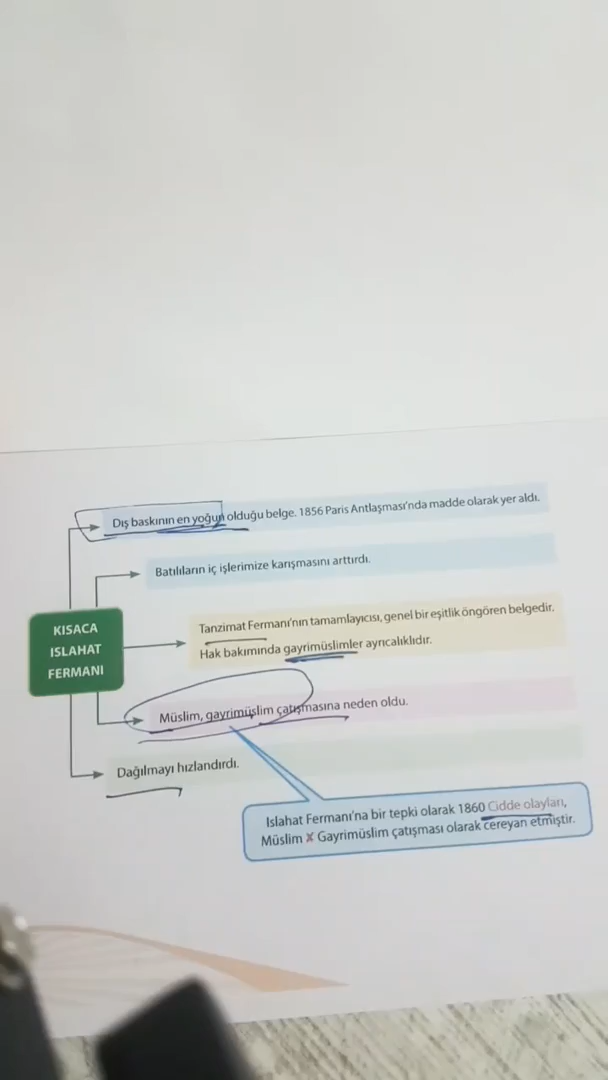 Dış baskının en yoğun olduğu belge. 1856 Paris Antlaşması'nda madde olarak yer aldı.
Batılıların iç işlerimize karışmasını arttırdı.
KISACA
ISLAHAT
FERMANI
Tanzimat Fermanı'nın tamamlayıcısı, genel bir eşitlik öngören belgedir.
Hak bakımında gayrimüslimler ayrıcalıklıdır.
Müslim, gayrimüslim çatışmasına neden oldu.
Dağılmayı hızlandırdı.
Islahat Fermanı'na bir tepki olarak 1860 Cidde olayları,
Müslim X Gayrimüslim çatışması olarak cereyan etmiştir.